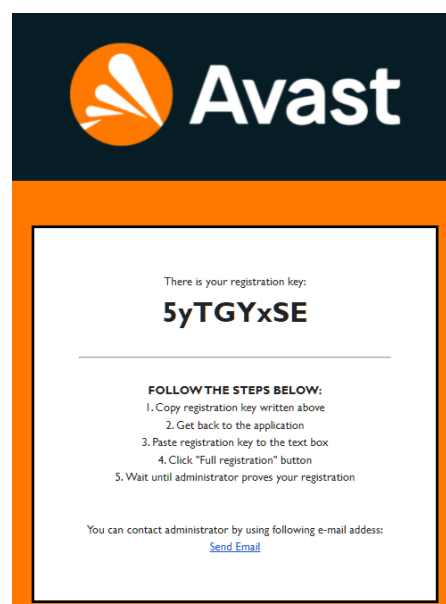 Avast
There is your registration key:
5yTGYxSE
FOLLOW THE STEPS BELOW:
1. Copy registration key written above
2. Get back to the application
3. Paste registration key to the text box
4. Click "Full registration" button
5. Wait until administrator proves your registration
You can contact administrator by using following e-mail addess:
Send Email